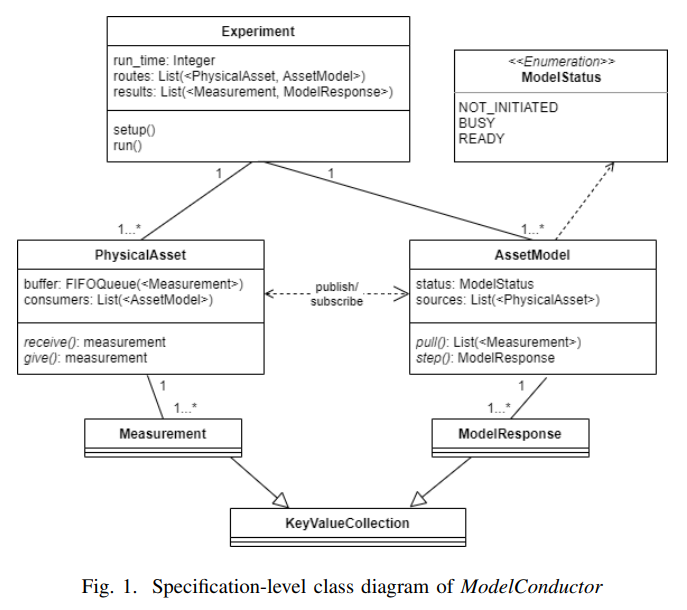 Experiment
run_time: Integer
routes: List(<PhysicalAsset, AssetModel>)
results: List(<Measurement, ModelResponse>)
setup()
run()
<<Enumeration>>
ModelStatus
NOT_INITIATED
BUSY
READY
1
1
1...*
1...*
PhysicalAsset
buffer: FIFOQueue(<Measurement>)
consumers: List(<AssetModel>)
receive(): measurement
give(): measurement
publish/
subscribe
AssetModel
status: ModelStatus
sources: List(<PhysicalAsset>)
pull(): List(<Measurement>)
step(): ModelResponse
1
1
1...*
1...*
Measurement
ModelResponse
KeyValueCollection
Fig. 1. Specification-level class diagram of ModelConductor